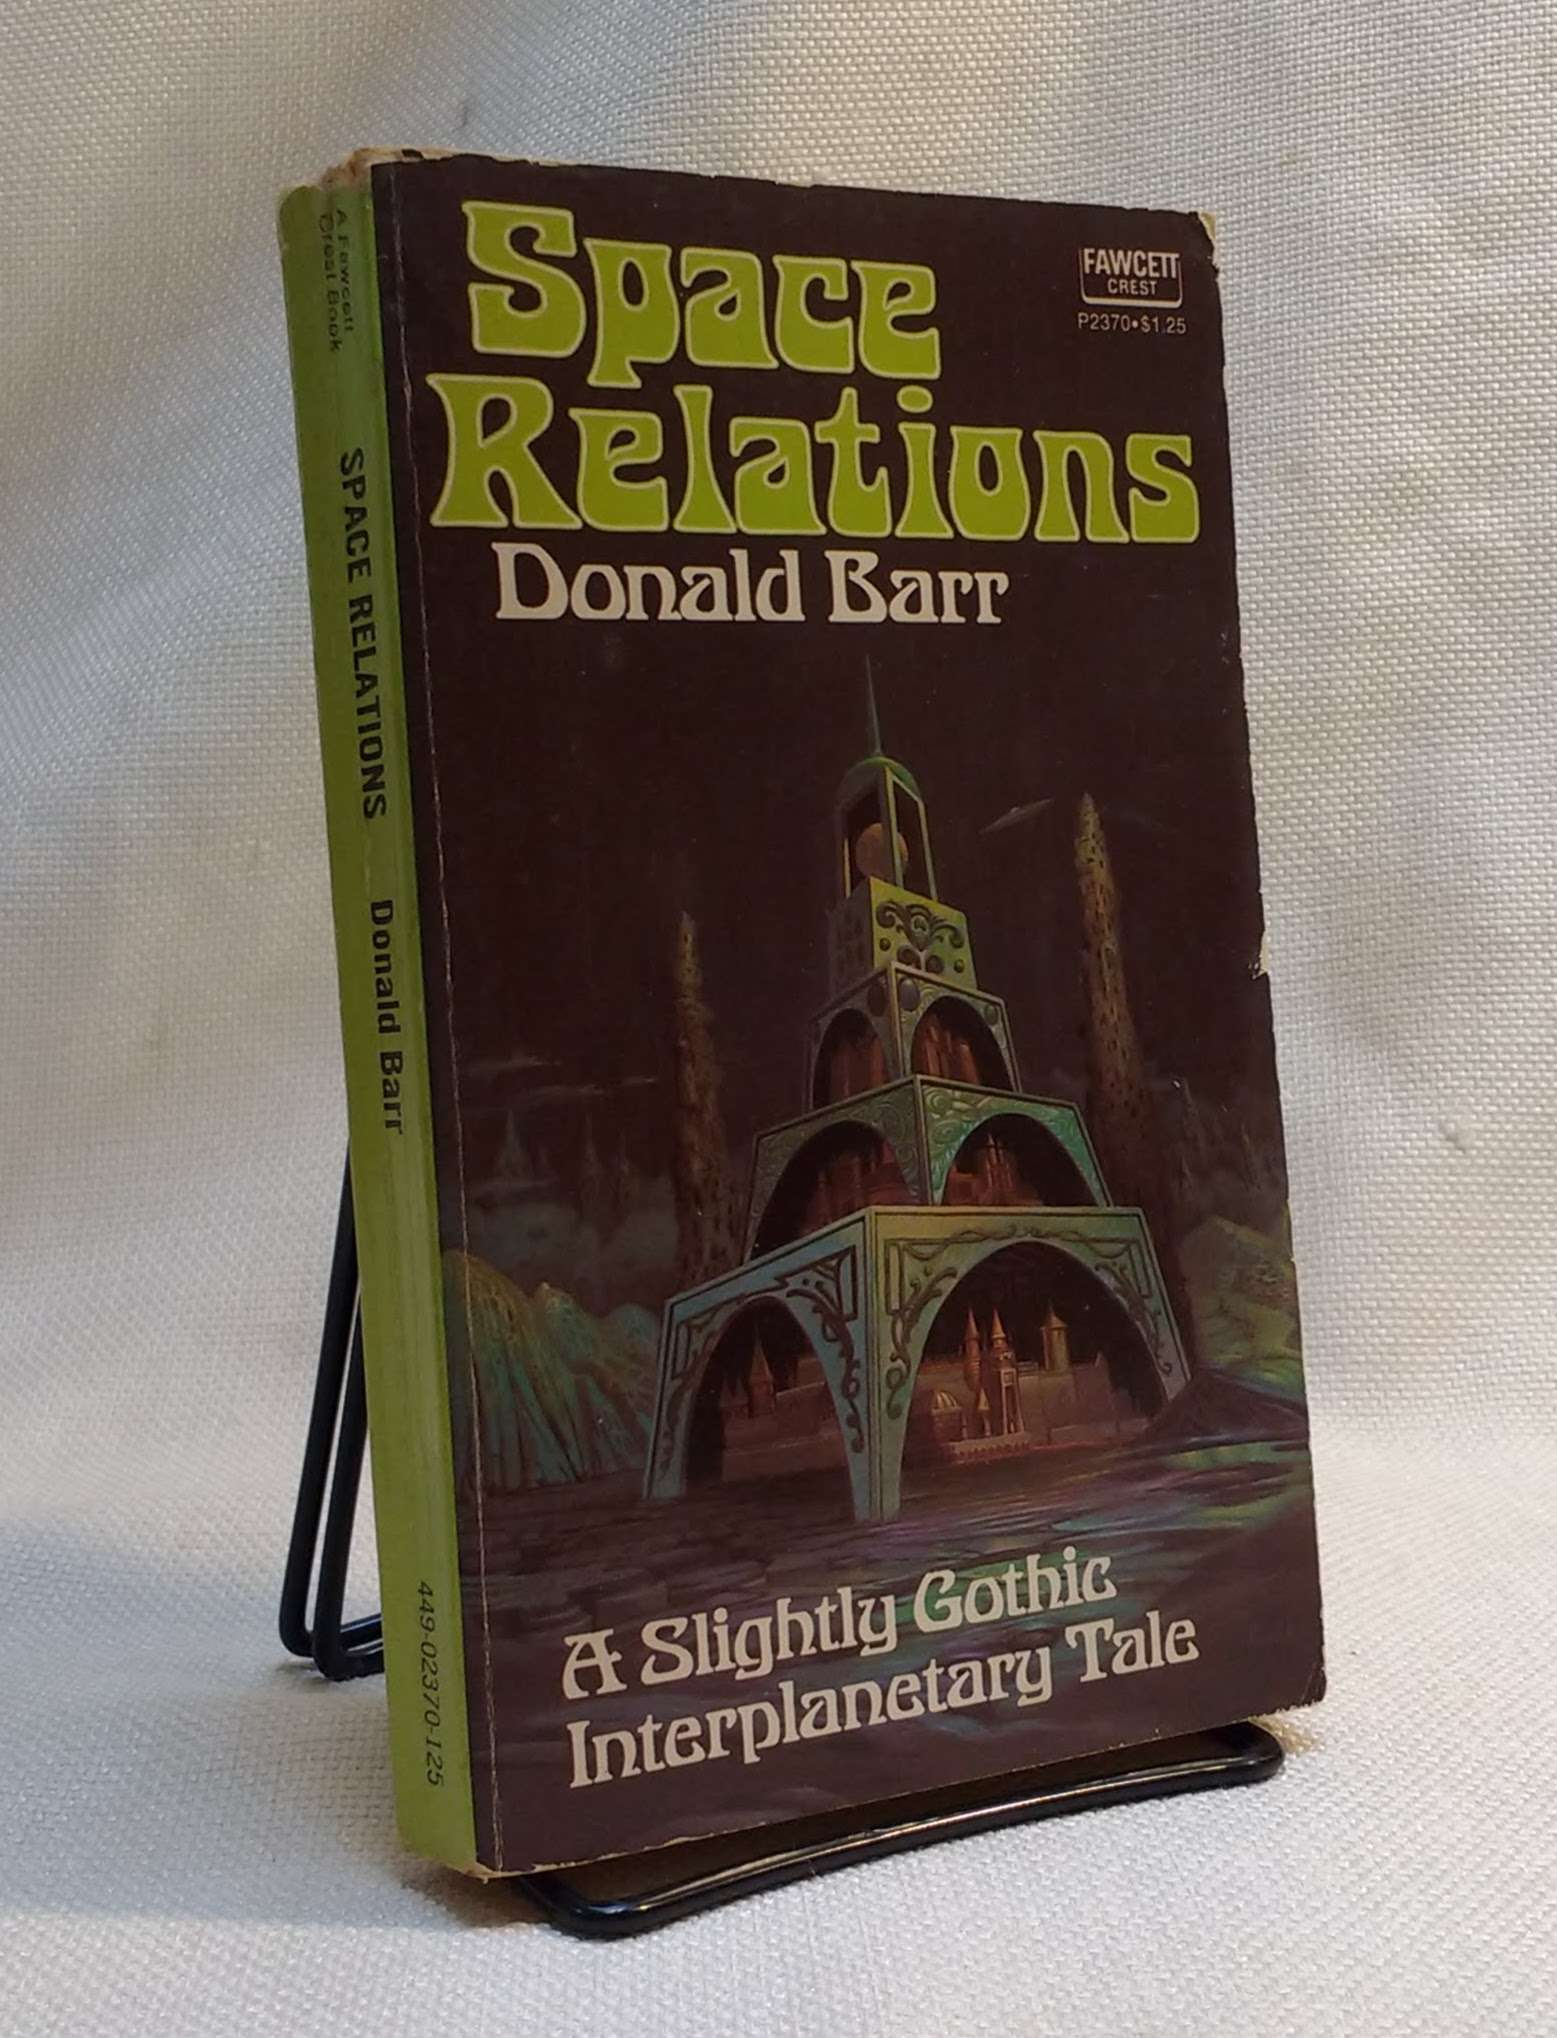 Space
Relations
Donald Barr
FAWCETT
CREST
P2370•$1.25
A Slightly Gothic
Interplanetary Tale
A Fawcett
Crest Book
SPACE RELATIONS Donald Barr
449-02370-125